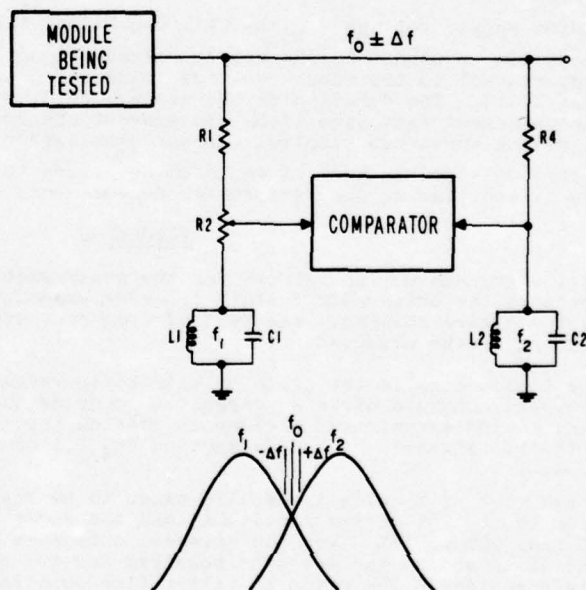 MODULE
BEING
TESTED
f₀ ± Δf
R1
R4
R2
COMPARATOR
L1 f₁ C1
L2 f₂ C2
f₀
f₁ -Δf +Δf f₂